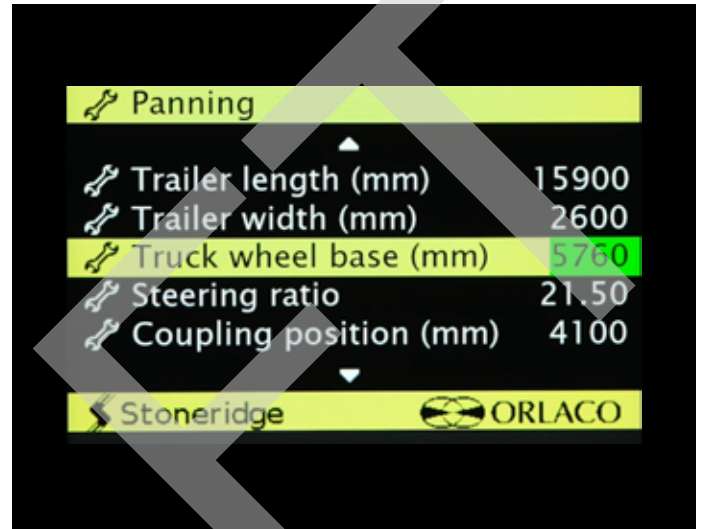 Panning
Trailer length (mm) 15900
Trailer width (mm) 2600
Truck wheel base (mm) 5760
Steering ratio 21.50
Coupling position (mm) 4100
Stoneridge ORLACO